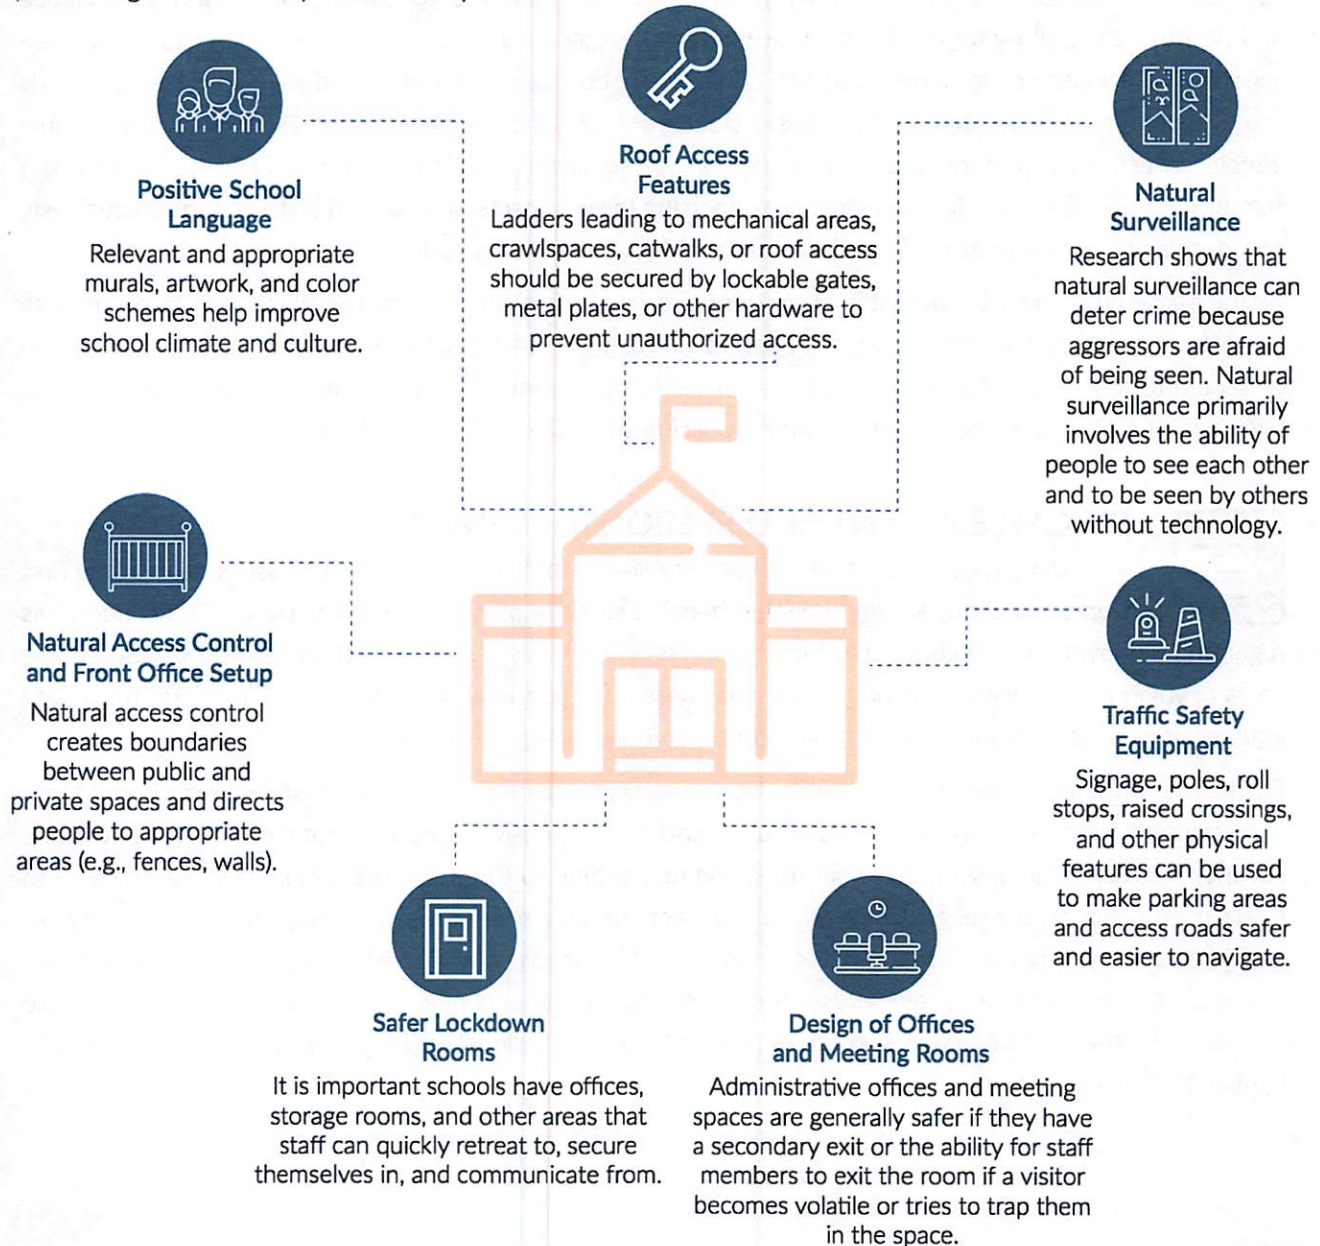 Positive School
Language
Relevant and appropriate
murals, artwork, and color
schemes help improve
school climate and culture.
Roof Access
Features
Ladders leading to mechanical areas,
crawlspaces, catwalks, or roof access
should be secured by lockable gates,
metal plates, or other hardware to
prevent unauthorized access.
Natural
Surveillance
Research shows that
natural surveillance can
deter crime because
aggressors are afraid
of being seen. Natural
surveillance primarily
involves the ability of
people to see each other
and to be seen by others
without technology.
Natural Access Control
and Front Office Setup
Natural access control
creates boundaries
between public and
private spaces and directs
people to appropriate
areas (e.g., fences, walls).
Traffic Safety
Equipment
Signage, poles, roll
stops, raised crossings,
and other physical
features can be used
to make parking areas
and access roads safer
and easier to navigate.
Safer Lockdown
Rooms
It is important schools have offices,
storage rooms, and other areas that
staff can quickly retreat to, secure
themselves in, and communicate from.
Design of Offices
and Meeting Rooms
Administrative offices and meeting
spaces are generally safer if they have
a secondary exit or the ability for staff
members to exit the room if a visitor
becomes volatile or tries to trap them
in the space.